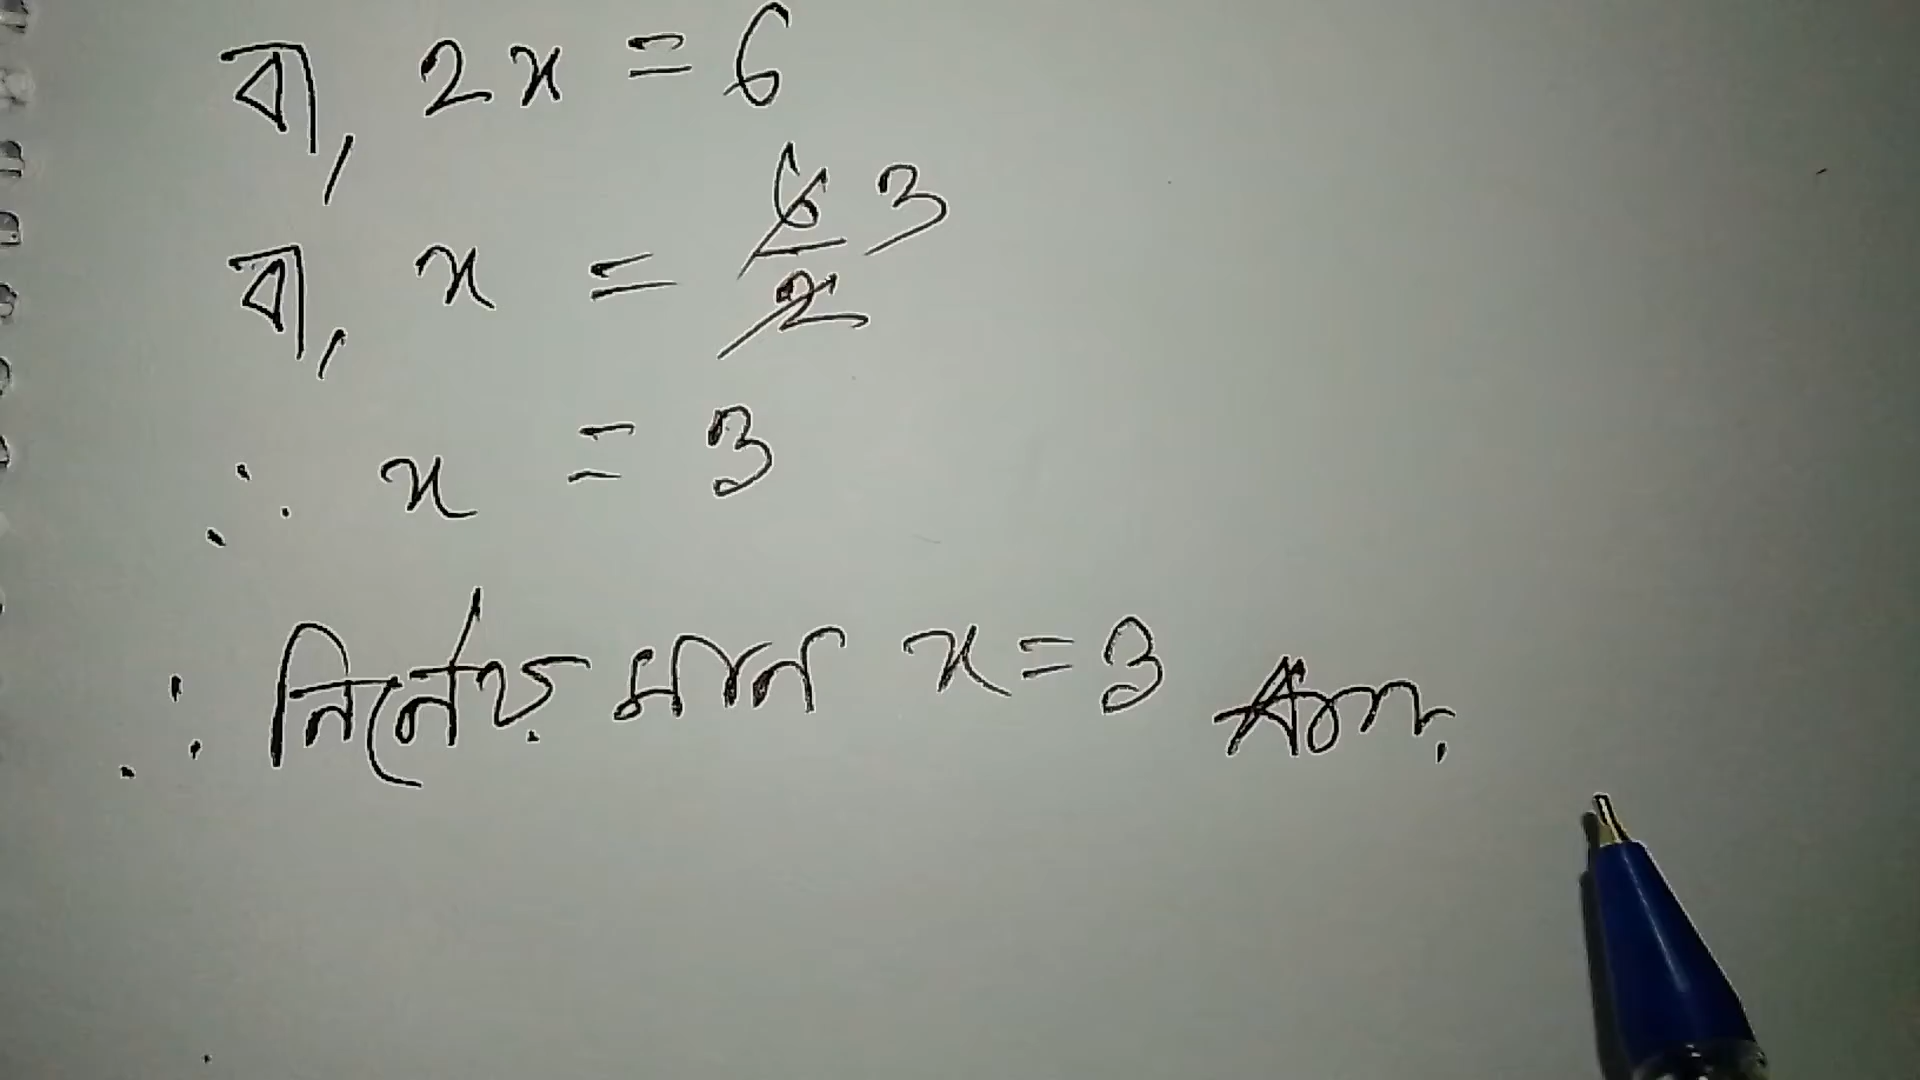 বা, 2x = 6
বা, x = 6/2 3
∴ x = 3
∴ নির্নেয় মান x = 3 Ans.